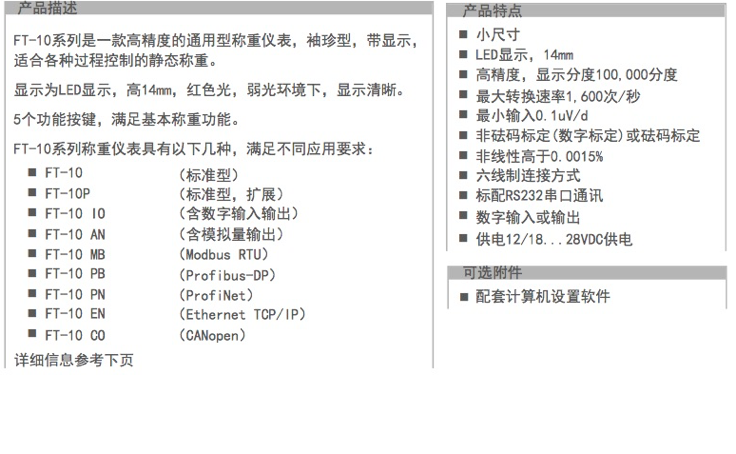 产品描述
FT-10系列是一款高精度的通用型称重仪表，袖珍型，带显示，
适合各种过程控制的静态称重。
显示为LED显示，高14mm，红色光，弱光环境下，显示清晰。
5个功能按键，满足基本称重功能。
FT-10系列称重仪表具有以下几种，满足不同应用要求：
■ FT-10 （标准型）
■ FT-10P （标准型，扩展）
■ FT-10 IO （含数字输入输出）
■ FT-10 AN （含模拟量输出）
■ FT-10 MB （Modbus RTU）
■ FT-10 PB （Profibus-DP）
■ FT-10 PN （ProfiNet）
■ FT-10 EN （Ethernet TCP/IP）
■ FT-10 CO （CANopen）
详细信息参考下页
产品特点
■ 小尺寸
■ LED显示，14mm
■ 高精度，显示分度100,000分度
■ 最大转换速率1,600次/秒
■ 最小输入0.1uV/d
■ 非砝码标定(数字标定)或砝码标定
■ 非线性高于0.0015%
■ 六线制连接方式
■ 标配RS232串口通讯
■ 数字输入或输出
■ 供电12/18...28VDC供电
可选附件
■ 配套计算机设置软件